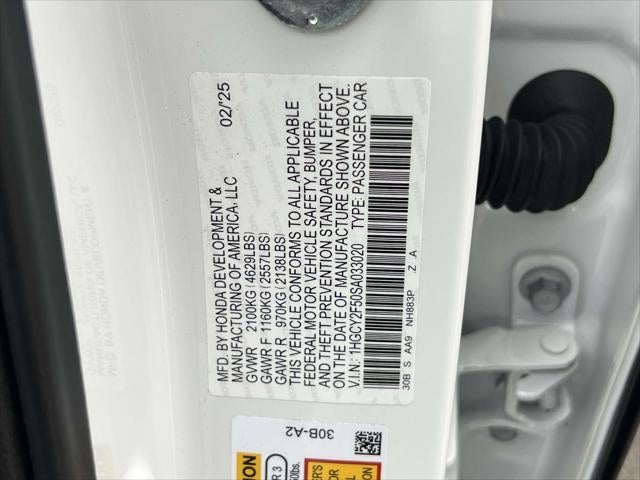 MFD. BY HONDA DEVELOPMENT & 02/'25
MANUFACTURING OF AMERICA, LLC
GVWR 2100KG (4629LBS)
GAWR F 1160KG (2557LBS)
GAWR R 970KG (2138LBS)
THIS VEHICLE CONFORMS TO ALL APPLICABLE
FEDERAL MOTOR VEHICLE SAFETY, BUMPER,
AND THEFT PREVENTION STANDARDS IN EFFECT
ON THE DATE OF MANUFACTURE SHOWN ABOVE.
V.I.N: 1HGCY2F50SA033020 TYPE: PASSENGER CAR
30B S AA9 NH883P Z A
30B-A2